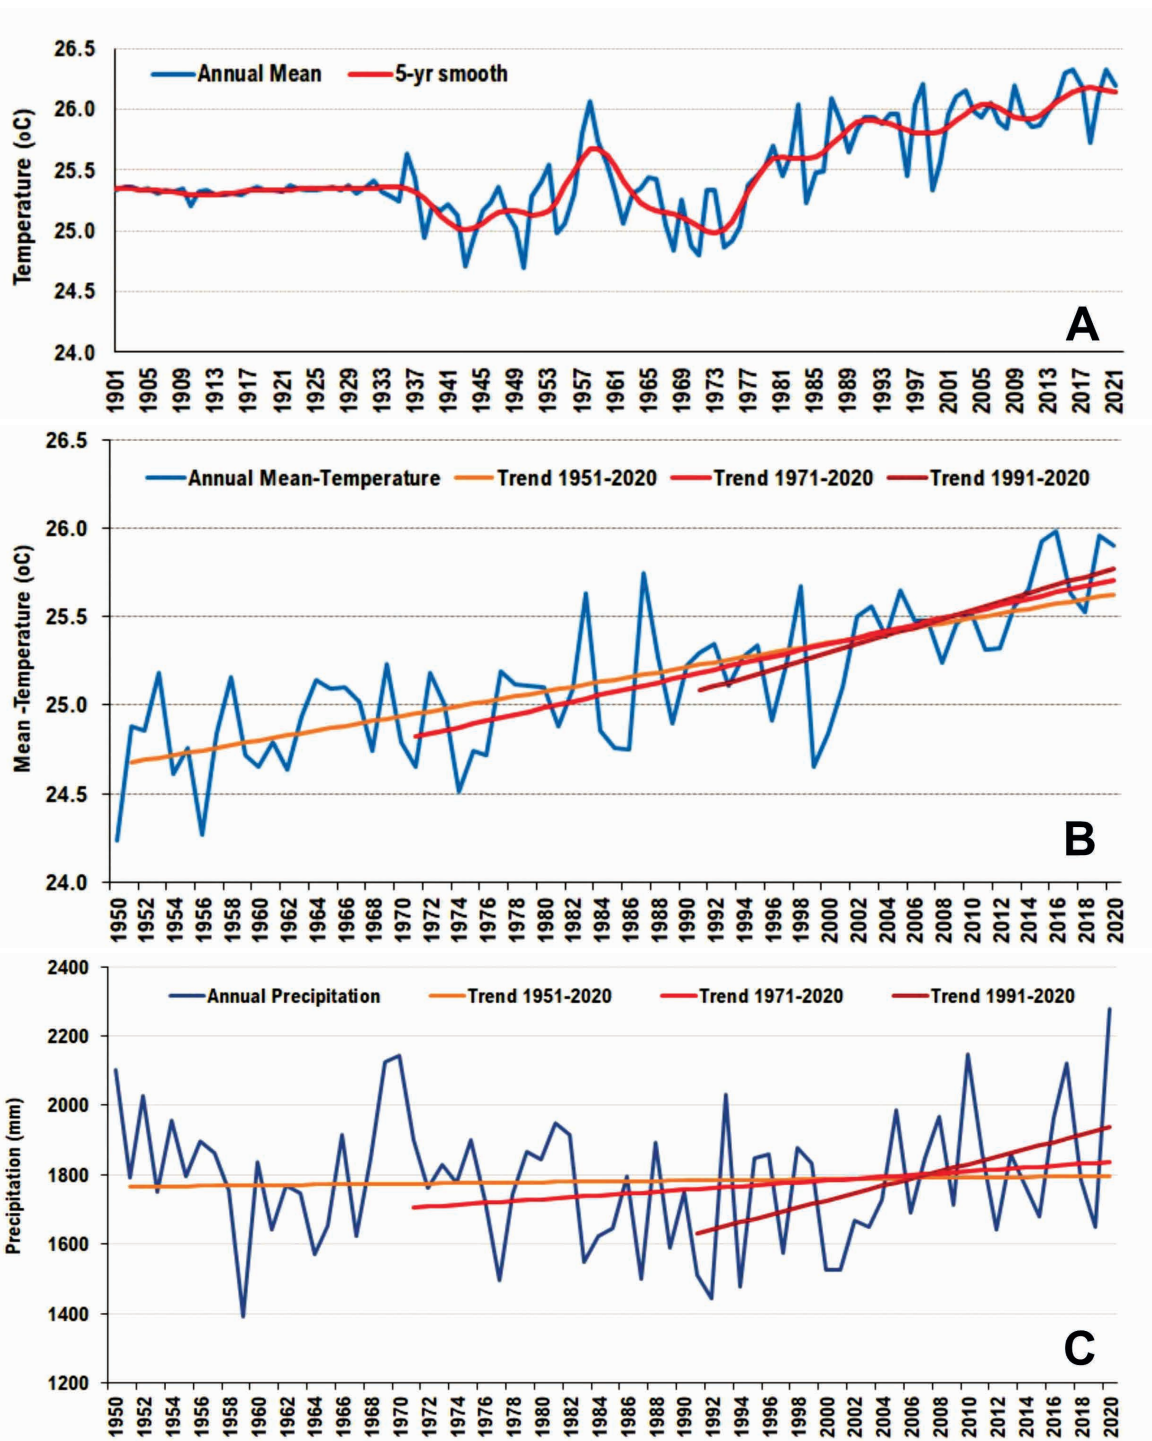 26.5
26.0
25.5
25.0
24.5
24.0
Temperature (oC)
Annual Mean 5-yr smooth
A
1901 1905 1909 1913 1917 1921 1925 1929 1933 1937 1941 1945 1949 1953 1957 1961 1965 1969 1973 1977 1981 1985 1989 1993 1997 2001 2005 2009 2013 2017 2021
26.5
26.0
25.5
25.0
24.5
24.0
Mean -Temperature (oC)
Annual Mean-Temperature Trend 1951-2020 Trend 1971-2020 Trend 1991-2020
B
1950 1952 1954 1956 1958 1960 1962 1964 1966 1968 1970 1972 1974 1976 1978 1980 1982 1984 1986 1988 1990 1992 1994 1996 1998 2000 2002 2004 2006 2008 2010 2012 2014 2016 2018 2020
2400
2200
2000
1800
1600
1400
1200
Precipitation (mm)
Annual Precipitation Trend 1951-2020 Trend 1971-2020 Trend 1991-2020
C
1950 1952 1954 1956 1958 1960 1962 1964 1966 1968 1970 1972 1974 1976 1978 1980 1982 1984 1986 1988 1990 1992 1994 1996 1998 2000 2002 2004 2006 2008 2010 2012 2014 2016 2018 2020